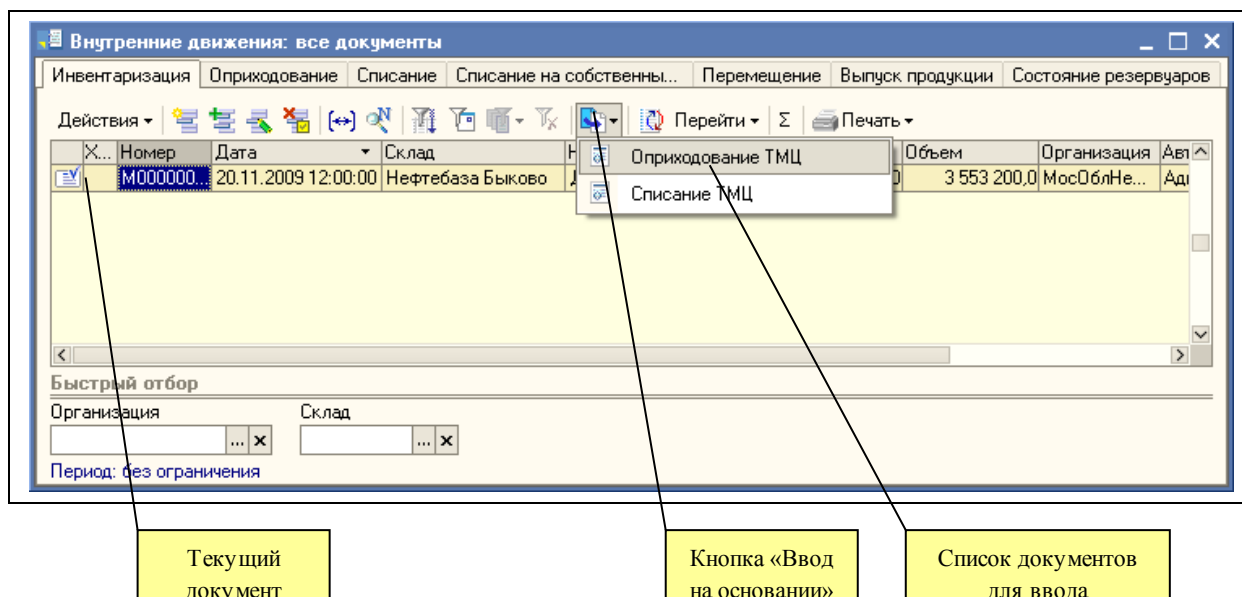 Внутренние движения: все документы
Инвентаризация Оприходование Списание Списание на собственны... Перемещение Выпуск продукции Состояние резервуаров
Действия Перейти Σ Печать
Х... Номер Дата Склад Н Объем Организация Авт
М000000... 20.11.2009 12:00:00 Нефтебаза Быково 3 553 200,0 МосОблНе...
Оприходование ТМЦ
Списание ТМЦ
Быстрый отбор
Организация Склад
... x ... x
Период: без ограничения
Текущий
документ
Кнопка «Ввод
на основании»
Список документов
для ввода